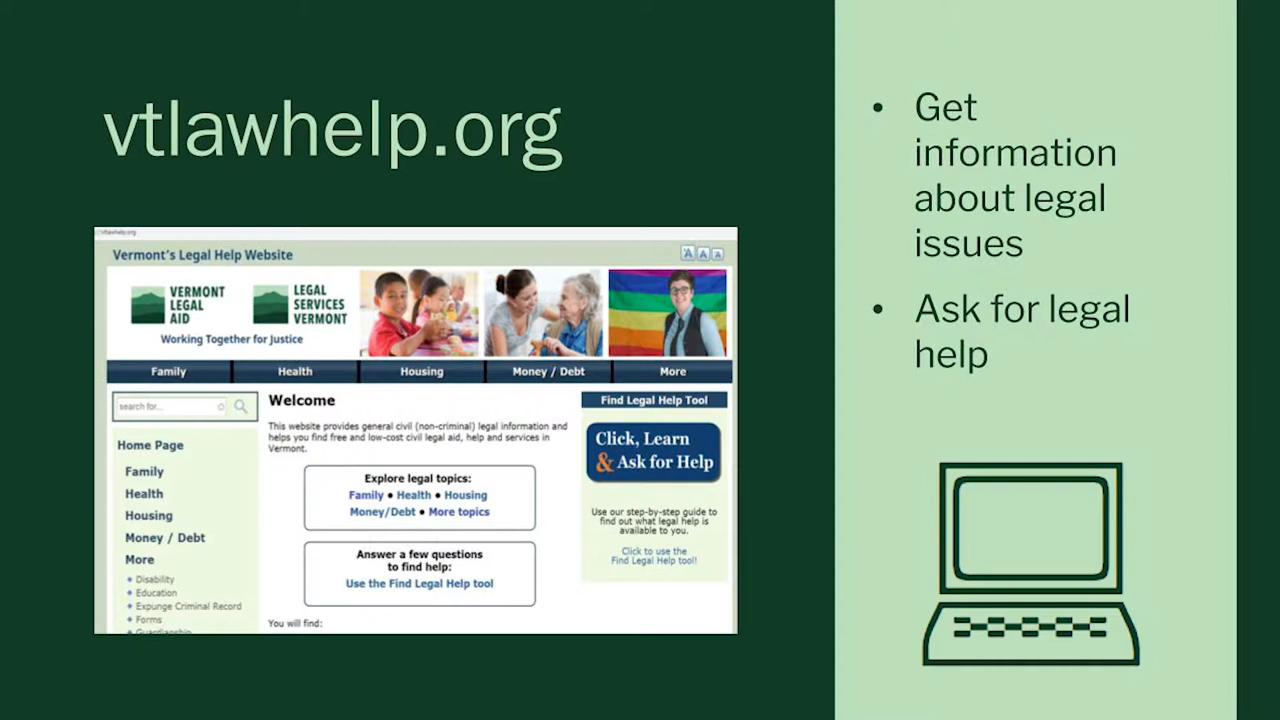 vtlawhelp.org
vtlawhelp.org
Vermont's Legal Help Website
A A A
VERMONT
LEGAL
AID
LEGAL
SERVICES
VERMONT
Working Together for Justice
Family Health Housing Money / Debt More
search for...
Home Page
Family
Health
Housing
Money / Debt
More
Disability
Education
Expunge Criminal Record
Forms
Guardianship
Welcome
This website provides general civil (non-criminal) legal information and
helps you find free and low-cost civil legal aid, help and services in
Vermont.
Explore legal topics:
Family • Health • Housing
Money/Debt • More topics
Answer a few questions
to find help:
Use the Find Legal Help tool
You will find:
Find Legal Help Tool
Click, Learn
& Ask for Help
Use our step-by-step guide to
find out what legal help is
available to you.
Click to use the
Find Legal Help tool!
• Get
information
about legal
issues
• Ask for legal
help